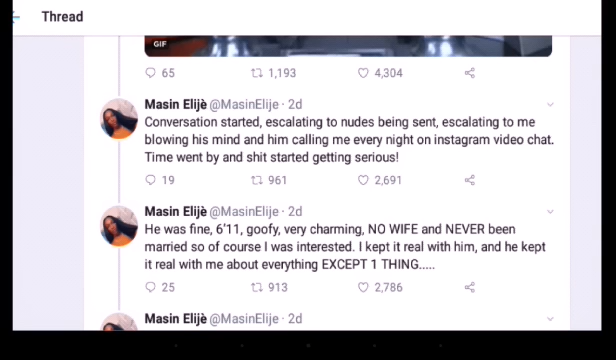 Thread
GIF
65 1,193 4,304
Masin Elijè @MasinElije · 2d
Conversation started, escalating to nudes being sent, escalating to me
blowing his mind and him calling me every night on instagram video chat.
Time went by and shit started getting serious!
19 961 2,691
Masin Elijè @MasinElije · 2d
He was fine, 6'11, goofy, very charming, NO WIFE and NEVER been
married so of course I was interested. I kept it real with him, and he kept
it real with me about everything EXCEPT 1 THING.....
25 913 2,786
Masin Elijè @MasinElije · 2d